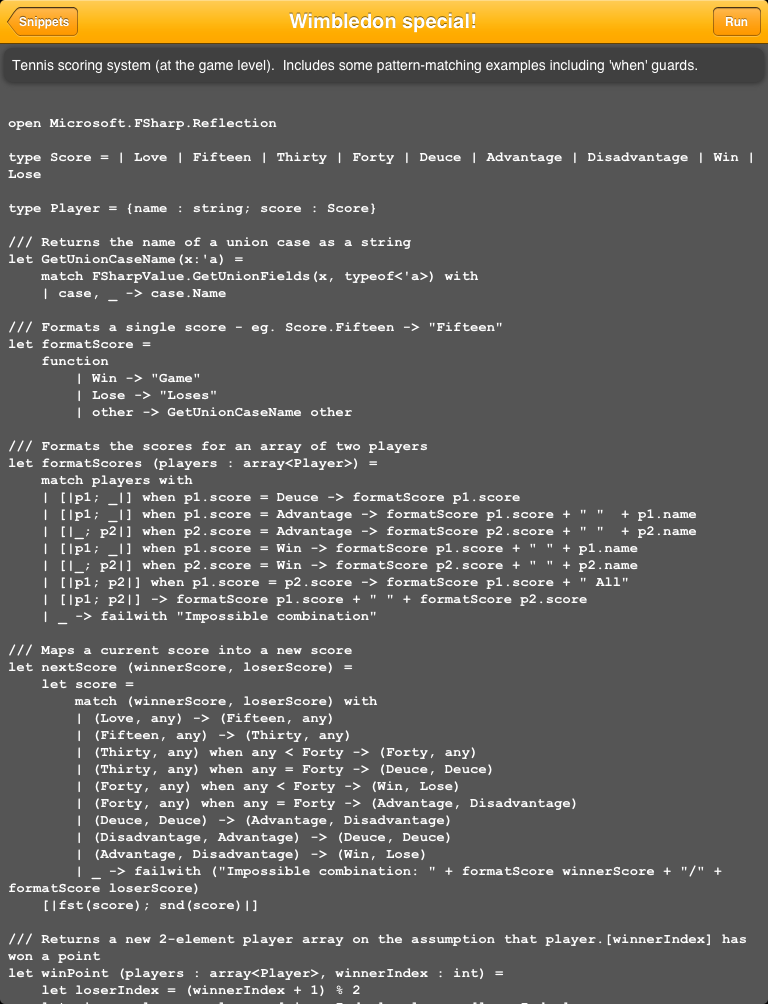 Snippets
Wimbledon special!
Run
Tennis scoring system (at the game level).  Includes some pattern-matching examples including 'when' guards.
open Microsoft.FSharp.Reflection
type Score = | Love | Fifteen | Thirty | Forty | Deuce | Advantage | Disadvantage | Win |
Lose
type Player = {name : string; score : Score}
/// Returns the name of a union case as a string
let GetUnionCaseName(x:'a) =
    match FSharpValue.GetUnionFields(x, typeof<'a>) with
    | case, _ -> case.Name
/// Formats a single score - eg. Score.Fifteen -> "Fifteen"
let formatScore =
    function
        | Win -> "Game"
        | Lose -> "Loses"
        | other -> GetUnionCaseName other
/// Formats the scores for an array of two players
let formatScores (players : array<Player>) =
    match players with
    | [|p1; _|] when p1.score = Deuce -> formatScore p1.score
    | [|p1; _|] when p1.score = Advantage -> formatScore p1.score + " "  + p1.name
    | [|_; p2|] when p2.score = Advantage -> formatScore p2.score + " "  + p2.name
    | [|p1; _|] when p1.score = Win -> formatScore p1.score + " " + p1.name
    | [|_; p2|] when p2.score = Win -> formatScore p2.score + " " + p2.name
    | [|p1; p2|] when p1.score = p2.score -> formatScore p1.score + " All"
    | [|p1; p2|] -> formatScore p1.score + " " + formatScore p2.score
    | _ -> failwith "Impossible combination"
/// Maps a current score into a new score
let nextScore (winnerScore, loserScore) =
    let score =
        match (winnerScore, loserScore) with
        | (Love, any) -> (Fifteen, any)
        | (Fifteen, any) -> (Thirty, any)
        | (Thirty, any) when any < Forty -> (Forty, any)
        | (Thirty, any) when any = Forty -> (Deuce, Deuce)
        | (Forty, any) when any < Forty -> (Win, Lose)
        | (Forty, any) when any = Forty -> (Advantage, Disadvantage)
        | (Deuce, Deuce) -> (Advantage, Disadvantage)
        | (Disadvantage, Advantage) -> (Deuce, Deuce)
        | (Advantage, Disadvantage) -> (Win, Lose)
        | _ -> failwith ("Impossible combination: " + formatScore winnerScore + "/" +
formatScore loserScore)
    [|fst(score); snd(score)|]
/// Returns a new 2-element player array on the assumption that player.[winnerIndex] has
won a point
let winPoint (players : array<Player>, winnerIndex : int) =
    let loserIndex = (winnerIndex + 1) % 2